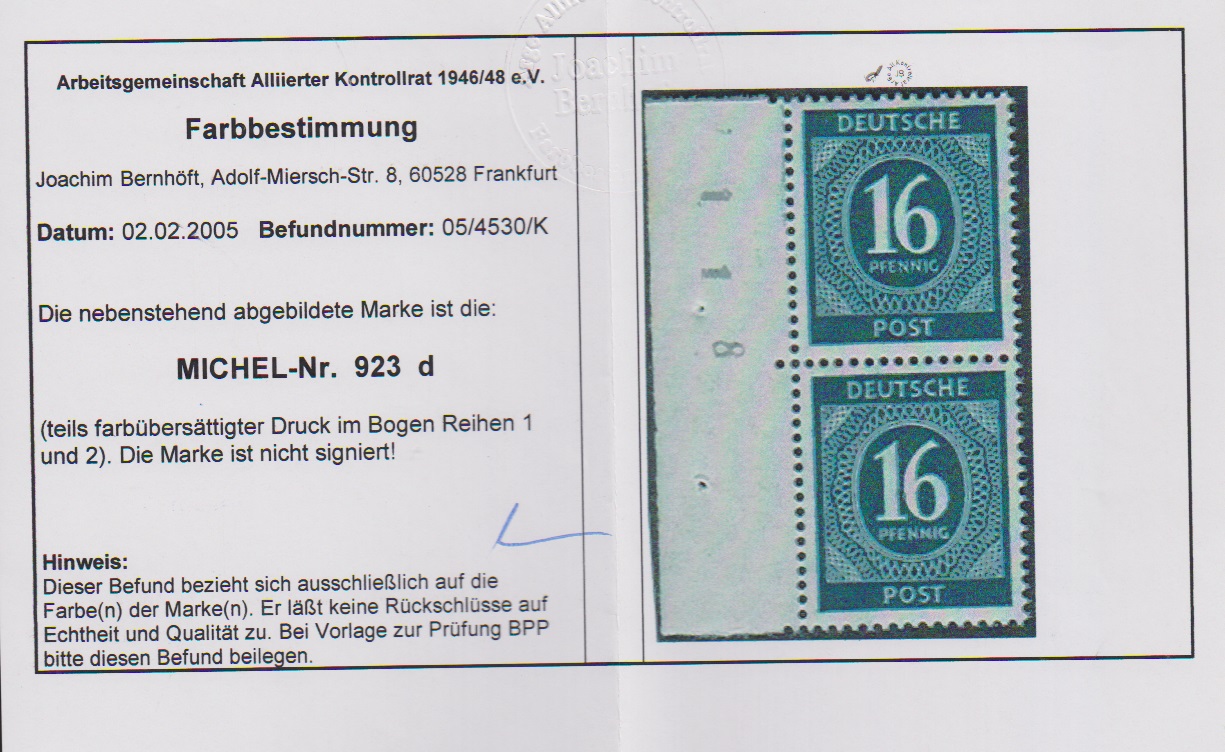 Arbeitsgemeinschaft Alliierter Kontrollrat 1946/48 e.V.
Farbbestimmung
Joachim Bernhöft, Adolf-Miersch-Str. 8, 60528 Frankfurt
Datum: 02.02.2005 Befundnummer: 05/4530/K
Die nebenstehend abgebildete Marke ist die:
MICHEL-Nr. 923 d
(teils farbübersättigter Druck im Bogen Reihen 1
und 2). Die Marke ist nicht signiert!
Hinweis:
Dieser Befund bezieht sich ausschließlich auf die
Farbe(n) der Marke(n). Er läßt keine Rückschlüsse auf
Echtheit und Qualität zu. Bei Vorlage zur Prüfung BPP
bitte diesen Befund beilegen.
Joachim
DEUTSCHE
16
PFENNIG
POST
DEUTSCHE
16
PFENNIG
POST